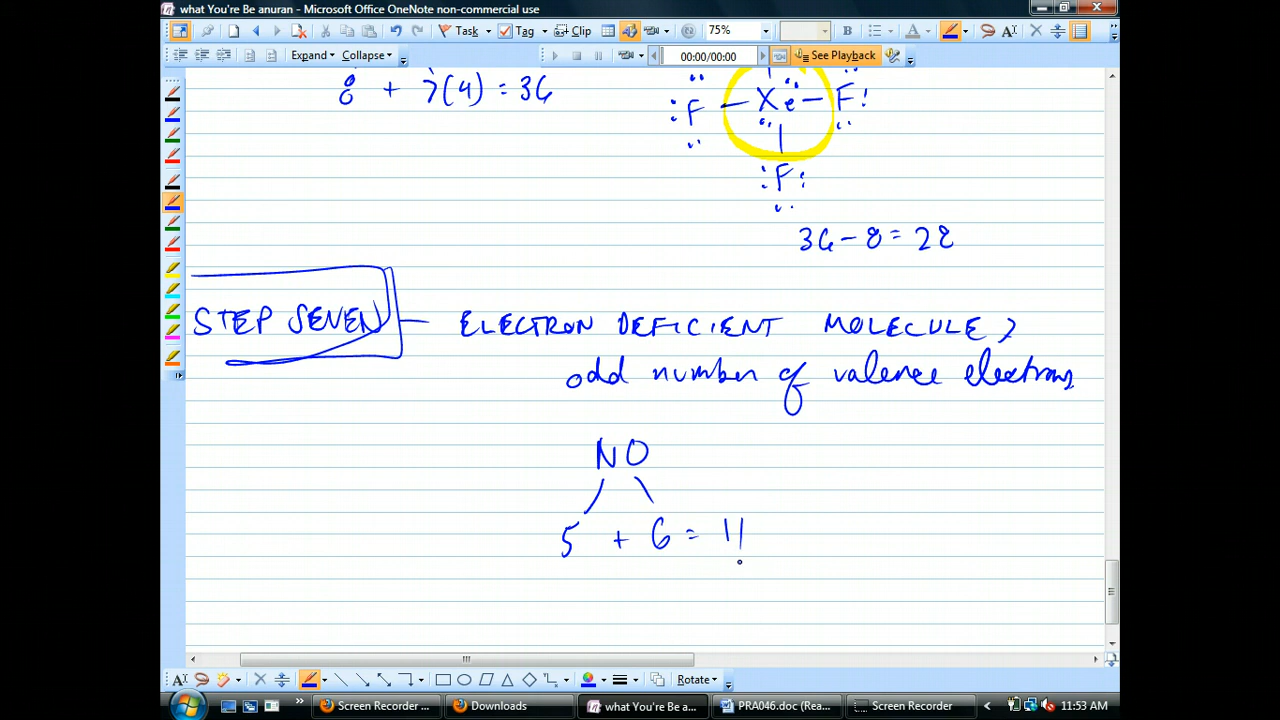 what You're Be anuran - Microsoft Office OneNote non-commercial use
Task Tag Clip 75% B A A
Expand Collapse 00:00/00:00 See Playback
8 + 7(4) = 36
:F - Xe - F:
:F:
36 - 8 = 28
STEP SEVEN - ELECTRON DEFICIENT MOLECULE,
odd number of valence electrons
NO
5 + 6 = 11
A Rotate
Screen Recorder ... Downloads what You're Be a... PRA046.doc (Rea... Screen Recorder 11:53 AM